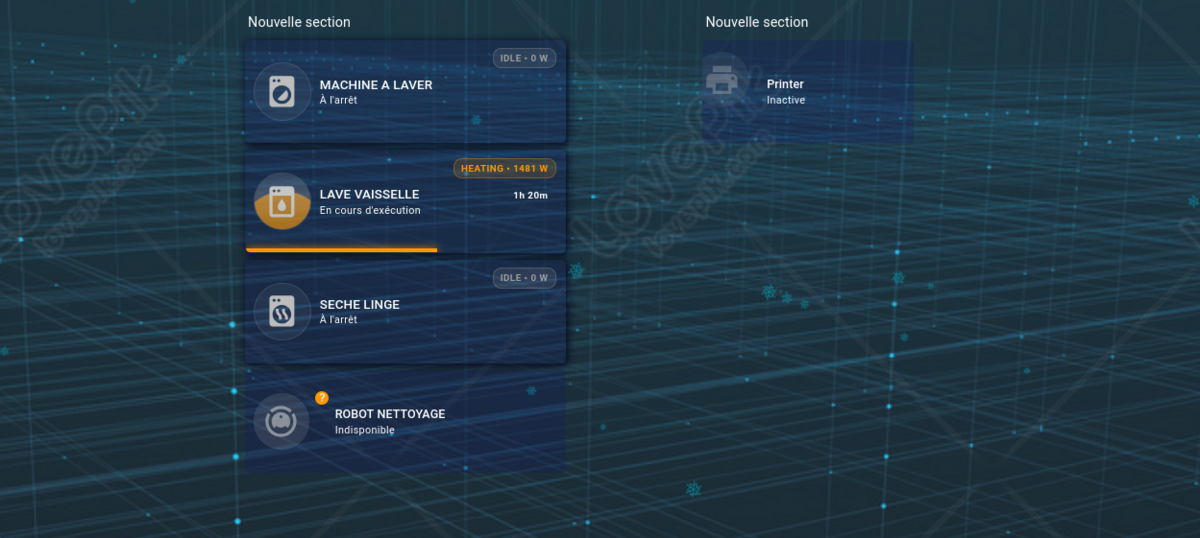 Nouvelle section
IDLE • 0 W
MACHINE A LAVER
À l'arrêt
HEATING • 1481 W
LAVE VAISSELLE
1h 20m
En cours d'exécution
IDLE • 0 W
SECHE LINGE
À l'arrêt
?
ROBOT NETTOYAGE
Indisponible
Nouvelle section
Printer
Inactive
lovepik